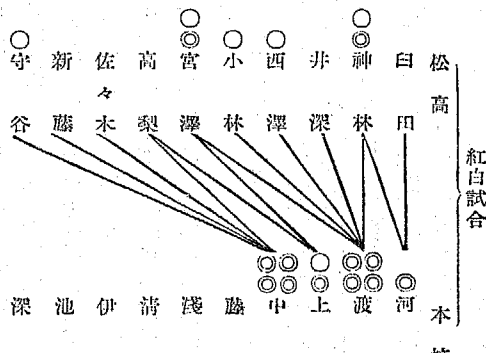 紅白試合
松高
臼田
神林
井深
西澤
小林
宮澤
高梨
佐々木
新藤
守谷
本
河
渡
上
中
藤
淺
清
伊
池
深